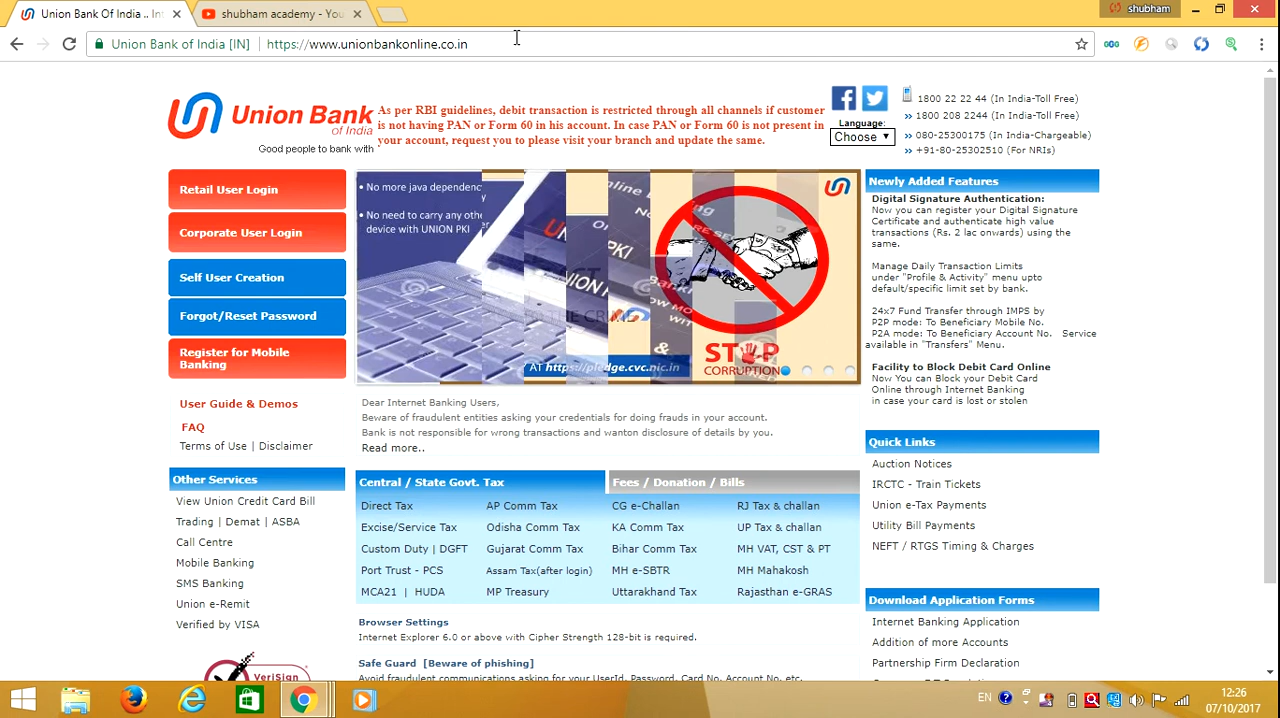 Union Bank Of India .. Int
shubham academy - You
shubham
Union Bank of India [IN]
https://www.unionbankonline.co.in
Union Bank
of India
Good people to bank with
As per RBI guidelines, debit transaction is restricted through all channels if customer
is not having PAN or Form 60 in his account. In case PAN or Form 60 is not present in
your account, request you to please visit your branch and update the same.
Language:
Choose
1800 22 22 44 (In India-Toll Free)
1800 208 2244 (In India-Toll Free)
080-25300175 (In India-Chargeable)
+91-80-25302510 (For NRIs)
Retail User Login
Corporate User Login
Self User Creation
Forgot/Reset Password
Register for Mobile
Banking
User Guide & Demos
FAQ
Terms of Use | Disclaimer
Other Services
View Union Credit Card Bill
Trading | Demat | ASBA
Call Centre
Mobile Banking
SMS Banking
Union e-Remit
Verified by VISA
VeriSign
• No more java dependenc
• No need to carry any othe
device with UNION PKI
AT https://pledge.cvc.nic.in
STOP
CORRUPTION
Dear Internet Banking Users,
Beware of fraudulent entities asking your credentials for doing frauds in your account.
Bank is not responsible for wrong transactions and wanton disclosure of details by you.
Read more..
Central / State Govt. Tax
Fees / Donation / Bills
Direct Tax
AP Comm Tax
CG e-Challan
RJ Tax & challan
Excise/Service Tax
Odisha Comm Tax
KA Comm Tax
UP Tax & challan
Custom Duty | DGFT
Gujarat Comm Tax
Bihar Comm Tax
MH VAT, CST & PT
Port Trust - PCS
Assam Tax(after login)
MH e-SBTR
MH Mahakosh
MCA21 | HUDA
MP Treasury
Uttarakhand Tax
Rajasthan e-GRAS
Browser Settings
Internet Explorer 6.0 or above with Cipher Strength 128-bit is required.
Safe Guard [Beware of phishing]
Avoid fraudulent communications asking for your UserId, Password, Card No, Account No, etc.
Newly Added Features
Digital Signature Authentication:
Now you can register your Digital Signature
Certificate and authenticate high value
transactions (Rs. 2 lac onwards) using the
same.
Manage Daily Transaction Limits
under "Profile & Activity" menu upto
default/specific limit set by bank.
24x7 Fund Transfer through IMPS by
P2P mode: To Beneficiary Mobile No.
P2A mode: To Beneficiary Account No. Service
available in "Transfers" Menu.
Facility to Block Debit Card Online
Now You can Block your Debit Card
Online through Internet Banking
in case your card is lost or stolen
Quick Links
Auction Notices
IRCTC - Train Tickets
Union e-Tax Payments
Utility Bill Payments
NEFT / RTGS Timing & Charges
Download Application Forms
Internet Banking Application
Addition of more Accounts
Partnership Firm Declaration
EN
12:26
07/10/2017